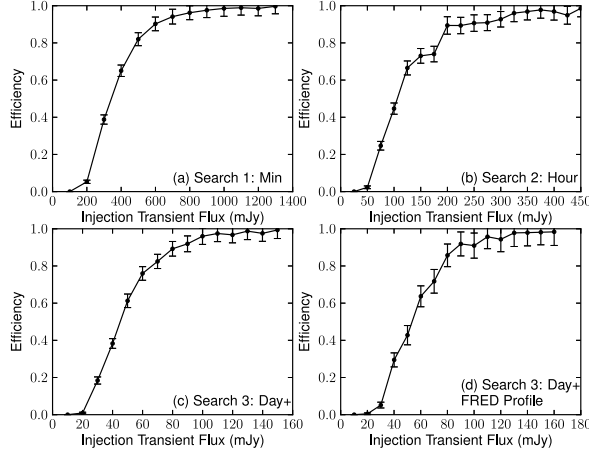 1.0
0.8
0.6
0.4
0.2
0.0
Efficiency
(a) Search 1: Min
200 400 600 800 1000 1200 1400
Injection Transient Flux (mJy)
1.0
0.8
0.6
0.4
0.2
0.0
Efficiency
(b) Search 2: Hour
0 50 100 150 200 250 300 350 400 450
Injection Transient Flux (mJy)
1.0
0.8
0.6
0.4
0.2
0.0
Efficiency
(c) Search 3: Day+
0 20 40 60 80 100 120 140 160
Injection Transient Flux (mJy)
1.0
0.8
0.6
0.4
0.2
0.0
Efficiency
(d) Search 3: Day+
FRED Profile
0 20 40 60 80 100 120 140 160 180
Injection Transient Flux (mJy)